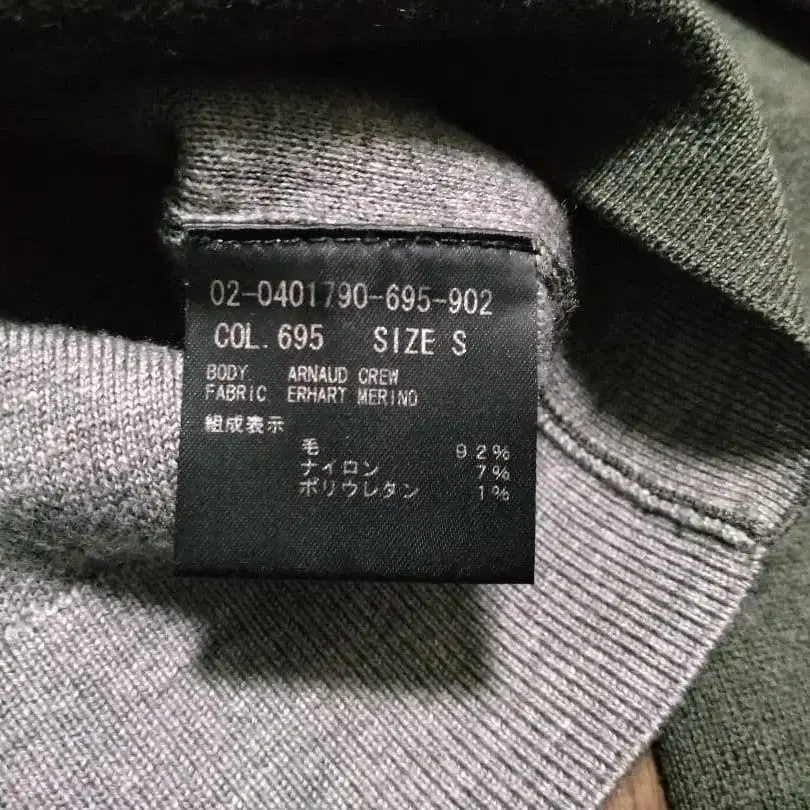 02-0401790-695-902
COL. 695 SIZE S
BODY ARNAUD CREW
FABRIC ERHART MERINO
組成表示
毛 92%
ナイロン 7%
ポリウレタン 1%